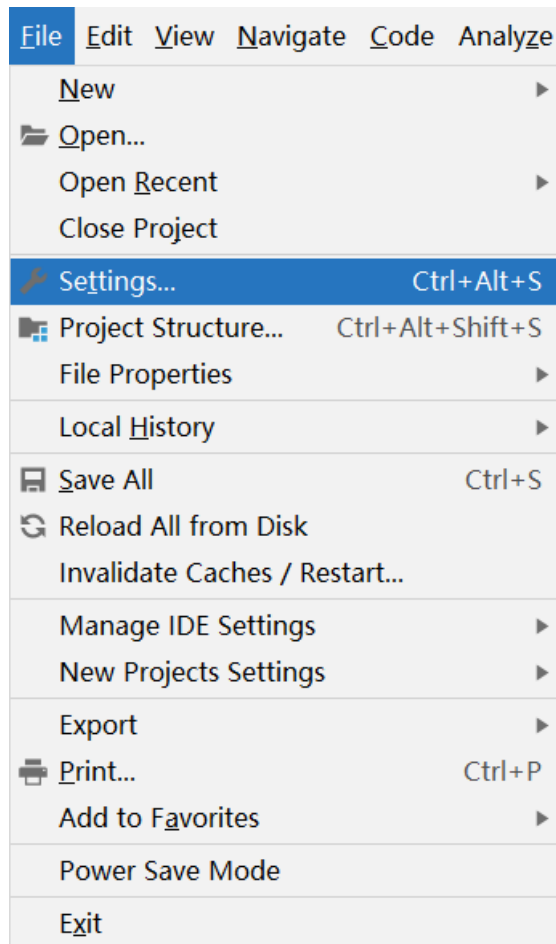 File Edit View Navigate Code Analyze
New
Open...
Open Recent
Close Project
Settings... Ctrl+Alt+S
Project Structure... Ctrl+Alt+Shift+S
File Properties
Local History
Save All Ctrl+S
Reload All from Disk
Invalidate Caches / Restart...
Manage IDE Settings
New Projects Settings
Export
Print... Ctrl+P
Add to Favorites
Power Save Mode
Exit